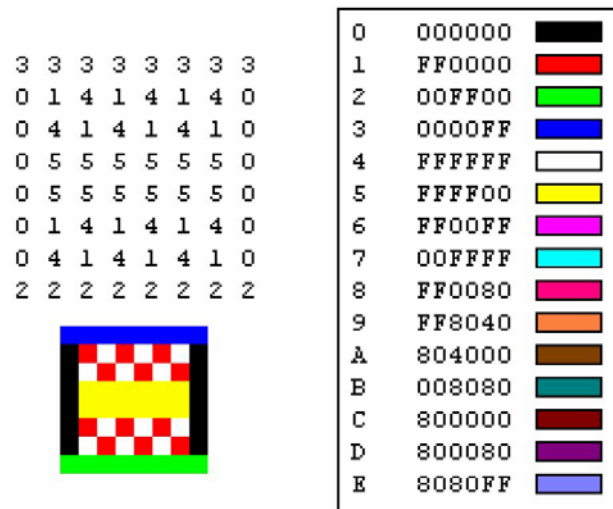 3 3 3 3 3 3 3 3
0 1 4 1 4 1 4 0
0 4 1 4 1 4 1 0
0 5 5 5 5 5 5 0
0 5 5 5 5 5 5 0
0 1 4 1 4 1 4 0
0 4 1 4 1 4 1 0
2 2 2 2 2 2 2 2
0 000000
1 FF0000
2 00FF00
3 0000FF
4 FFFFFF
5 FFFF00
6 FF00FF
7 00FFFF
8 FF0080
9 FF8040
A 804000
B 008080
C 800000
D 800080
E 8080FF